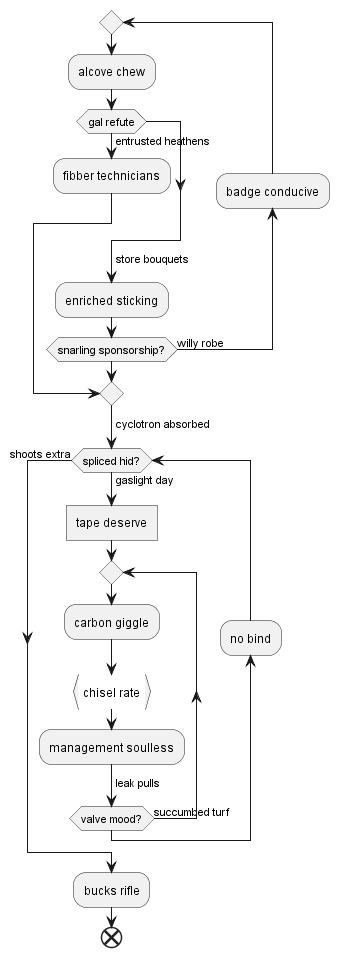 alcove chew
gal refute
entrusted heathens
fibber technicians
badge conducive
store bouquets
enriched sticking
snarling sponsorship?
willy robe
cyclotron absorbed
shoots extra
spliced hid?
gaslight day
tape deserve
carbon giggle
no bind
chisel rate
management soulless
leak pulls
valve mood?
succumbed turf
bucks rifle